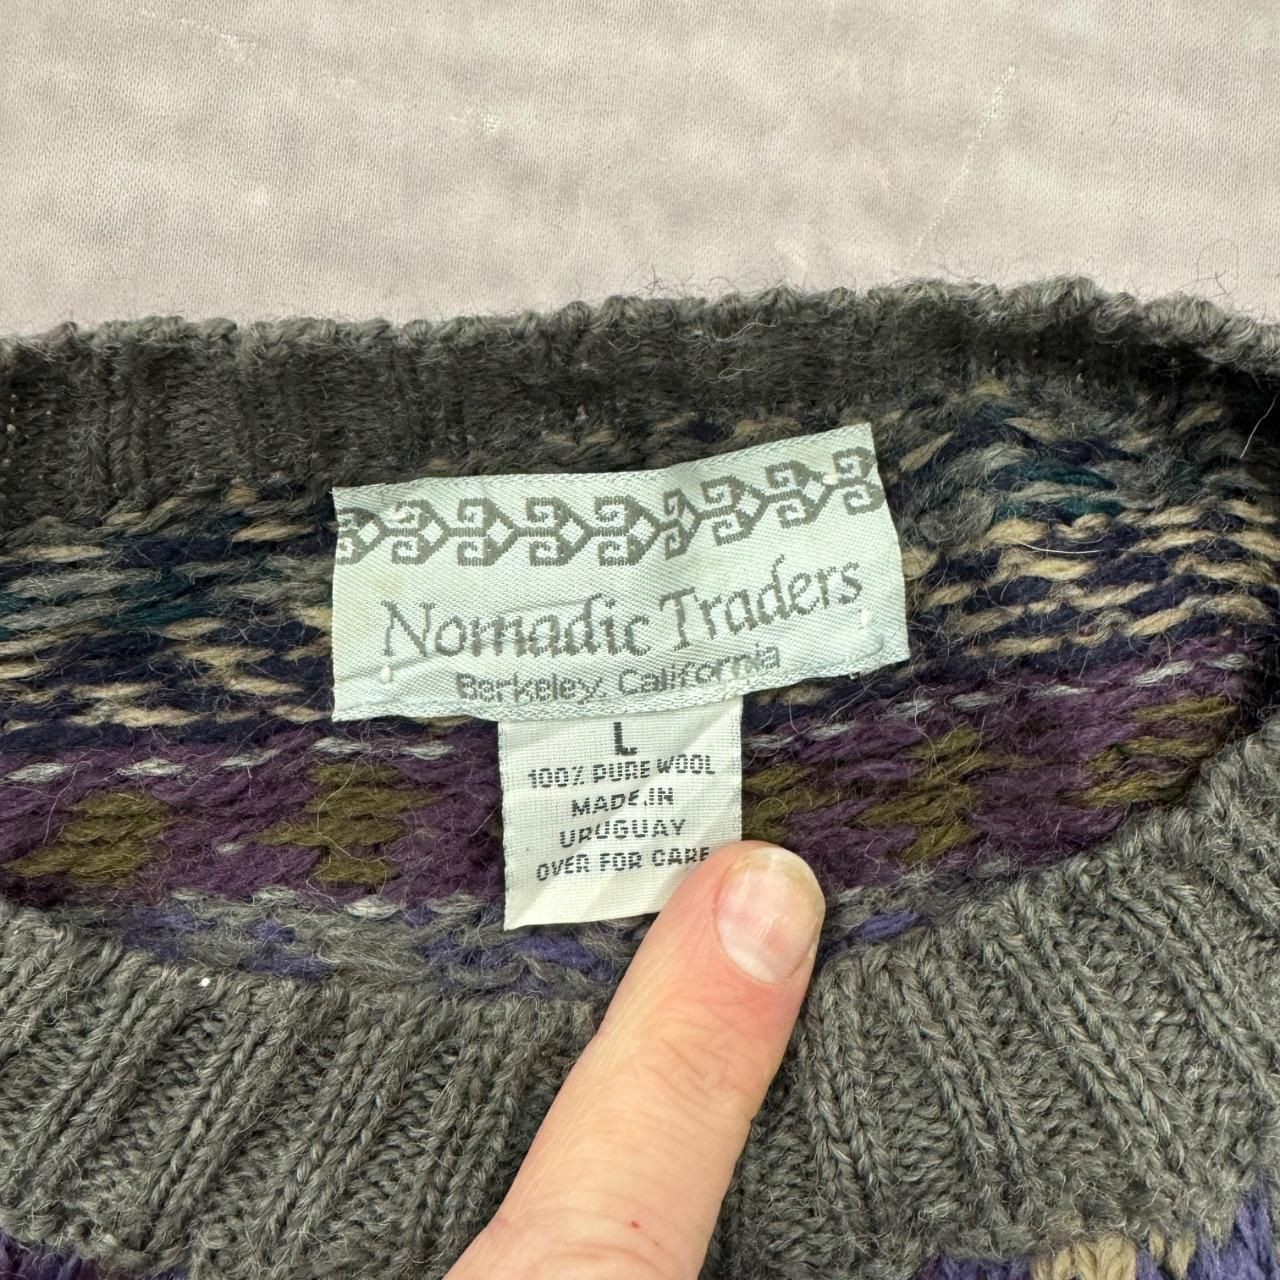 Nomadic Traders
Berkeley, California
L
100% PURE WOOL
MADE IN
URUGUAY
OVER FOR CARE